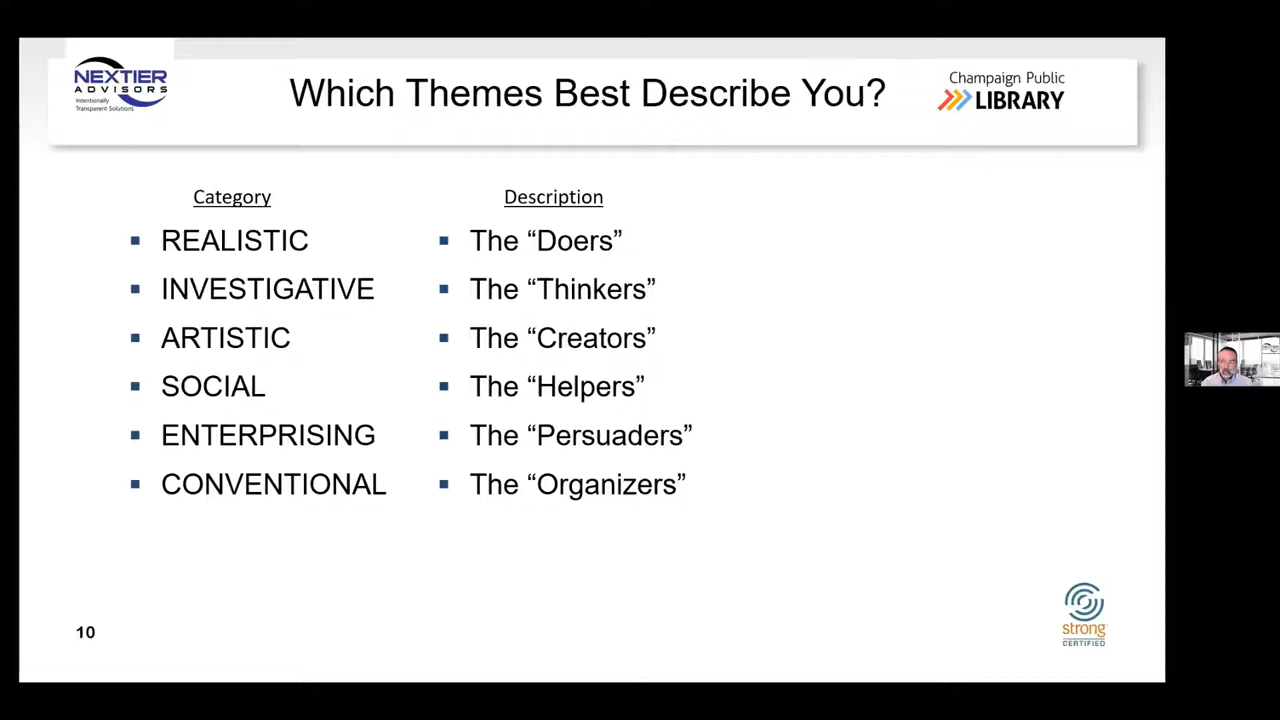 NEXTIER
ADVISORS
Intentionally
Transparent Solutions
Which Themes Best Describe You?
Champaign Public
LIBRARY
Category Description
▪ REALISTIC ▪ The “Doers”
▪ INVESTIGATIVE ▪ The “Thinkers”
▪ ARTISTIC ▪ The “Creators”
▪ SOCIAL ▪ The “Helpers”
▪ ENTERPRISING ▪ The “Persuaders”
▪ CONVENTIONAL ▪ The “Organizers”
10
strong
CERTIFIED